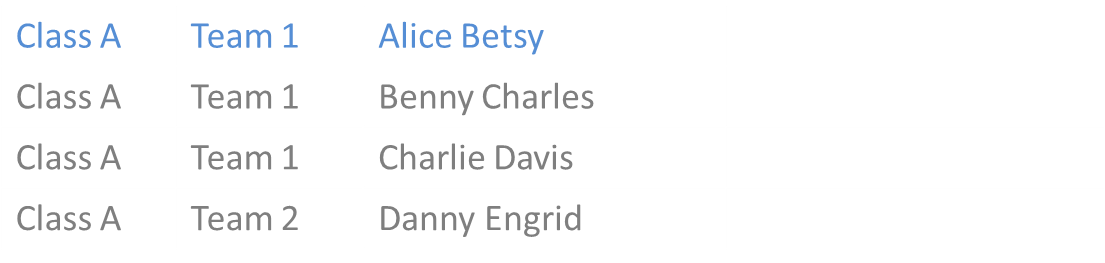 Class A Team 1 Alice Betsy
Class A Team 1 Benny Charles
Class A Team 1 Charlie Davis
Class A Team 2 Danny Engrid